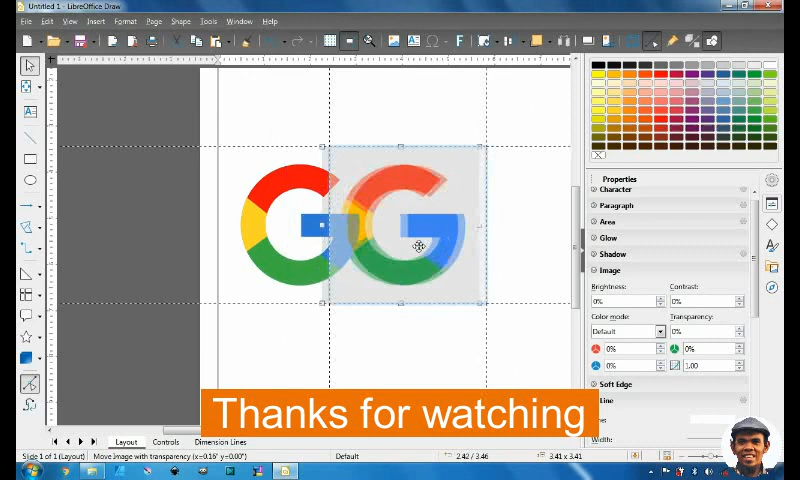 Untitled 1 - LibreOffice Draw
File Edit View Insert Format Page Shape Tools Window Help
Properties
Character
Paragraph
Area
Glow
Shadow
Image
Brightness: Contrast:
0% 0%
Color mode: Transparency:
Default 0%
0% 0%
0% 1.00
Soft Edge
Line
Width:
Thanks for watching
Layout Controls Dimension Lines
Slide 1 of 1 (Layout) Move Image with transparency (x=0.16" y=0.00") Default 2.42 / 3.46 3.41 x 3.41